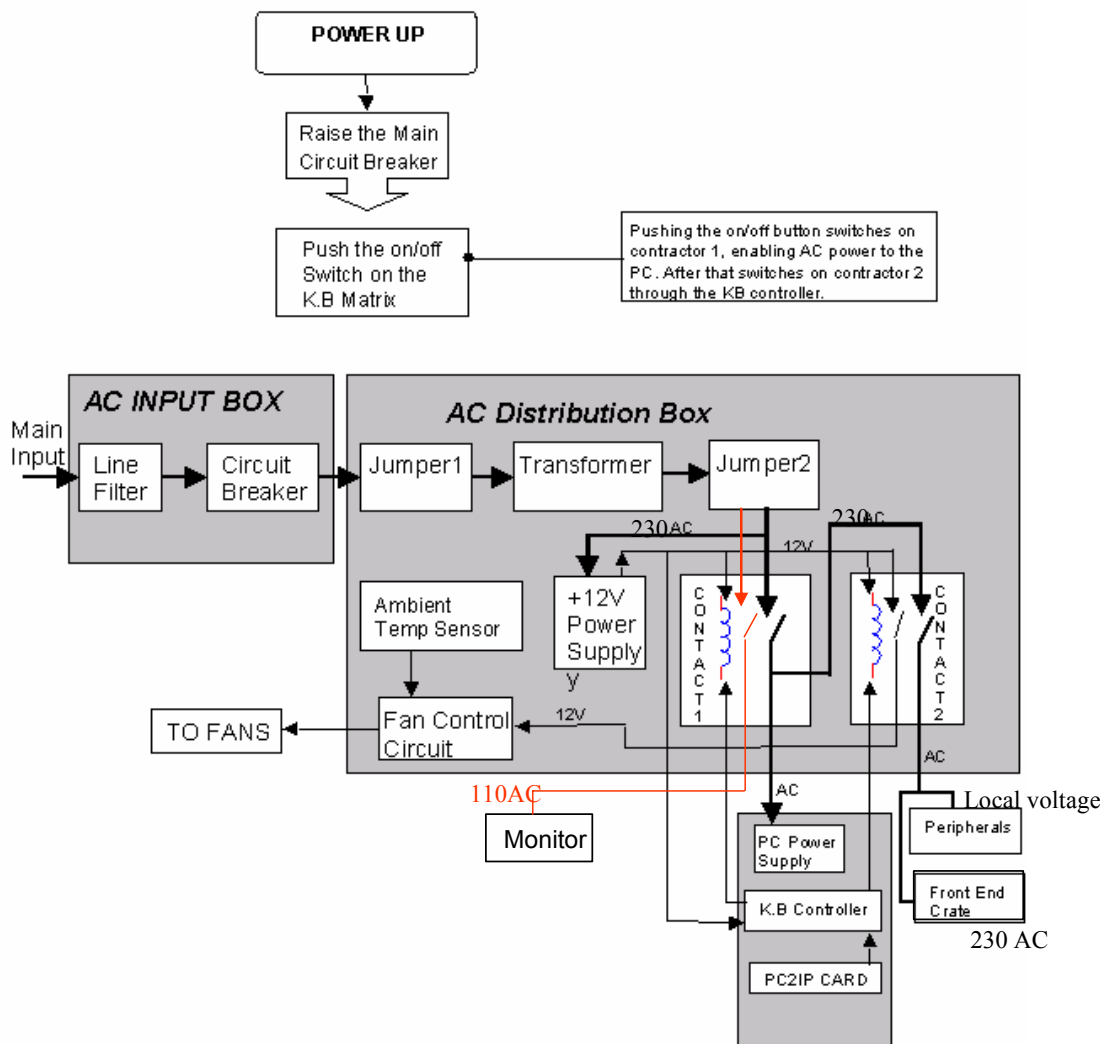 POWER UP
Raise the Main
Circuit Breaker
Push the on/off
Switch on the
K.B Matrix
Pushing the on/off button switches on
contractor 1, enabling AC power to the
PC. After that switches on contractor 2
through the KB controller.
AC INPUT BOX
AC Distribution Box
Main
Input
Line
Filter
Circuit
Breaker
Jumper1
Transformer
Jumper2
230 AC
230 AC
12V
+12V
Power
Supply
y
CONTACT1
CONTACT2
Ambient
Temp Sensor
Fan Control
Circuit
12V
TO FANS
110AC
Monitor
AC
AC
Local voltage
Peripherals
PC Power
Supply
K.B Controller
Front End
Crate
230 AC
PC2IP CARD